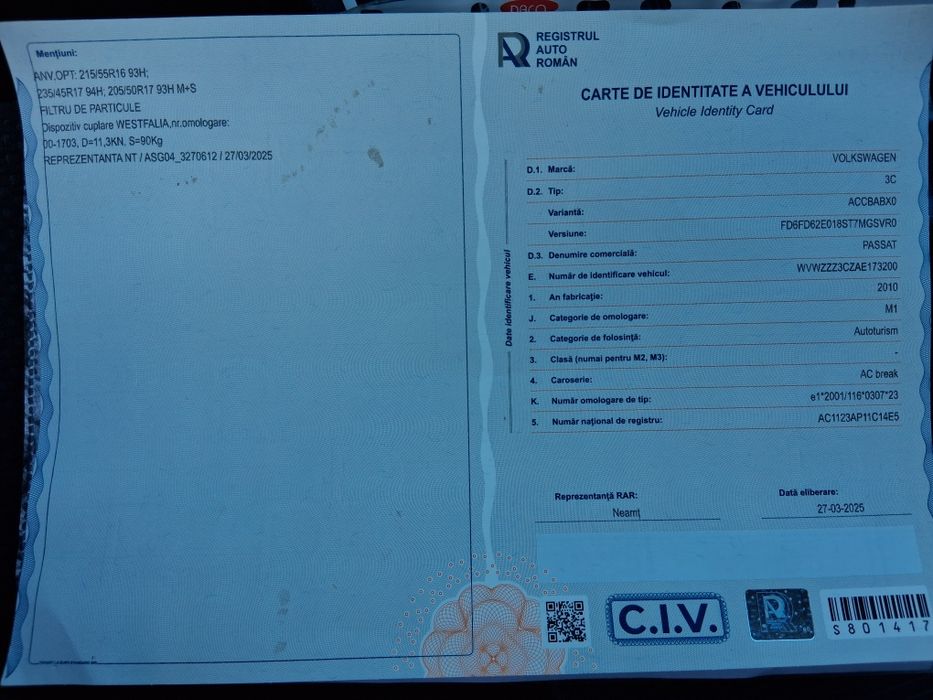 Mențiuni:
ANV.OPT: 215/55R16 93H;
235/45R17 94H; 205/50R17 93H M+S
FILTRU DE PARTICULE
Dispozitiv cuplare WESTFALIA,nr.omologare:
00-1703, D=11,3KN, S=90Kg
REPREZENTANTA NT / ASG04_3270612 / 27/03/2025
REGISTRUL
AUTO
ROMÂN
CARTE DE IDENTITATE A VEHICULULUI
Vehicle Identity Card
Date identificare vehicul
D.1. Marcă: VOLKSWAGEN
D.2. Tip: 3C
Variantă: ACCBABX0
Versiune: FD6FD62E018ST7MGSVR0
D.3. Denumire comercială: PASSAT
E. Număr de identificare vehicul: WVWZZZ3CZAE173200
1. An fabricație: 2010
J. Categorie de omologare: M1
2. Categorie de folosință: Autoturism
3. Clasă (numai pentru M2, M3): -
4. Caroserie: AC break
K. Număr omologare de tip: e1*2001/116*0307*23
5. Număr național de registru: AC1123AP11C14E5
Reprezentanță RAR: Data eliberare:
Neamț 27-03-2025
C.I.V.
S801417